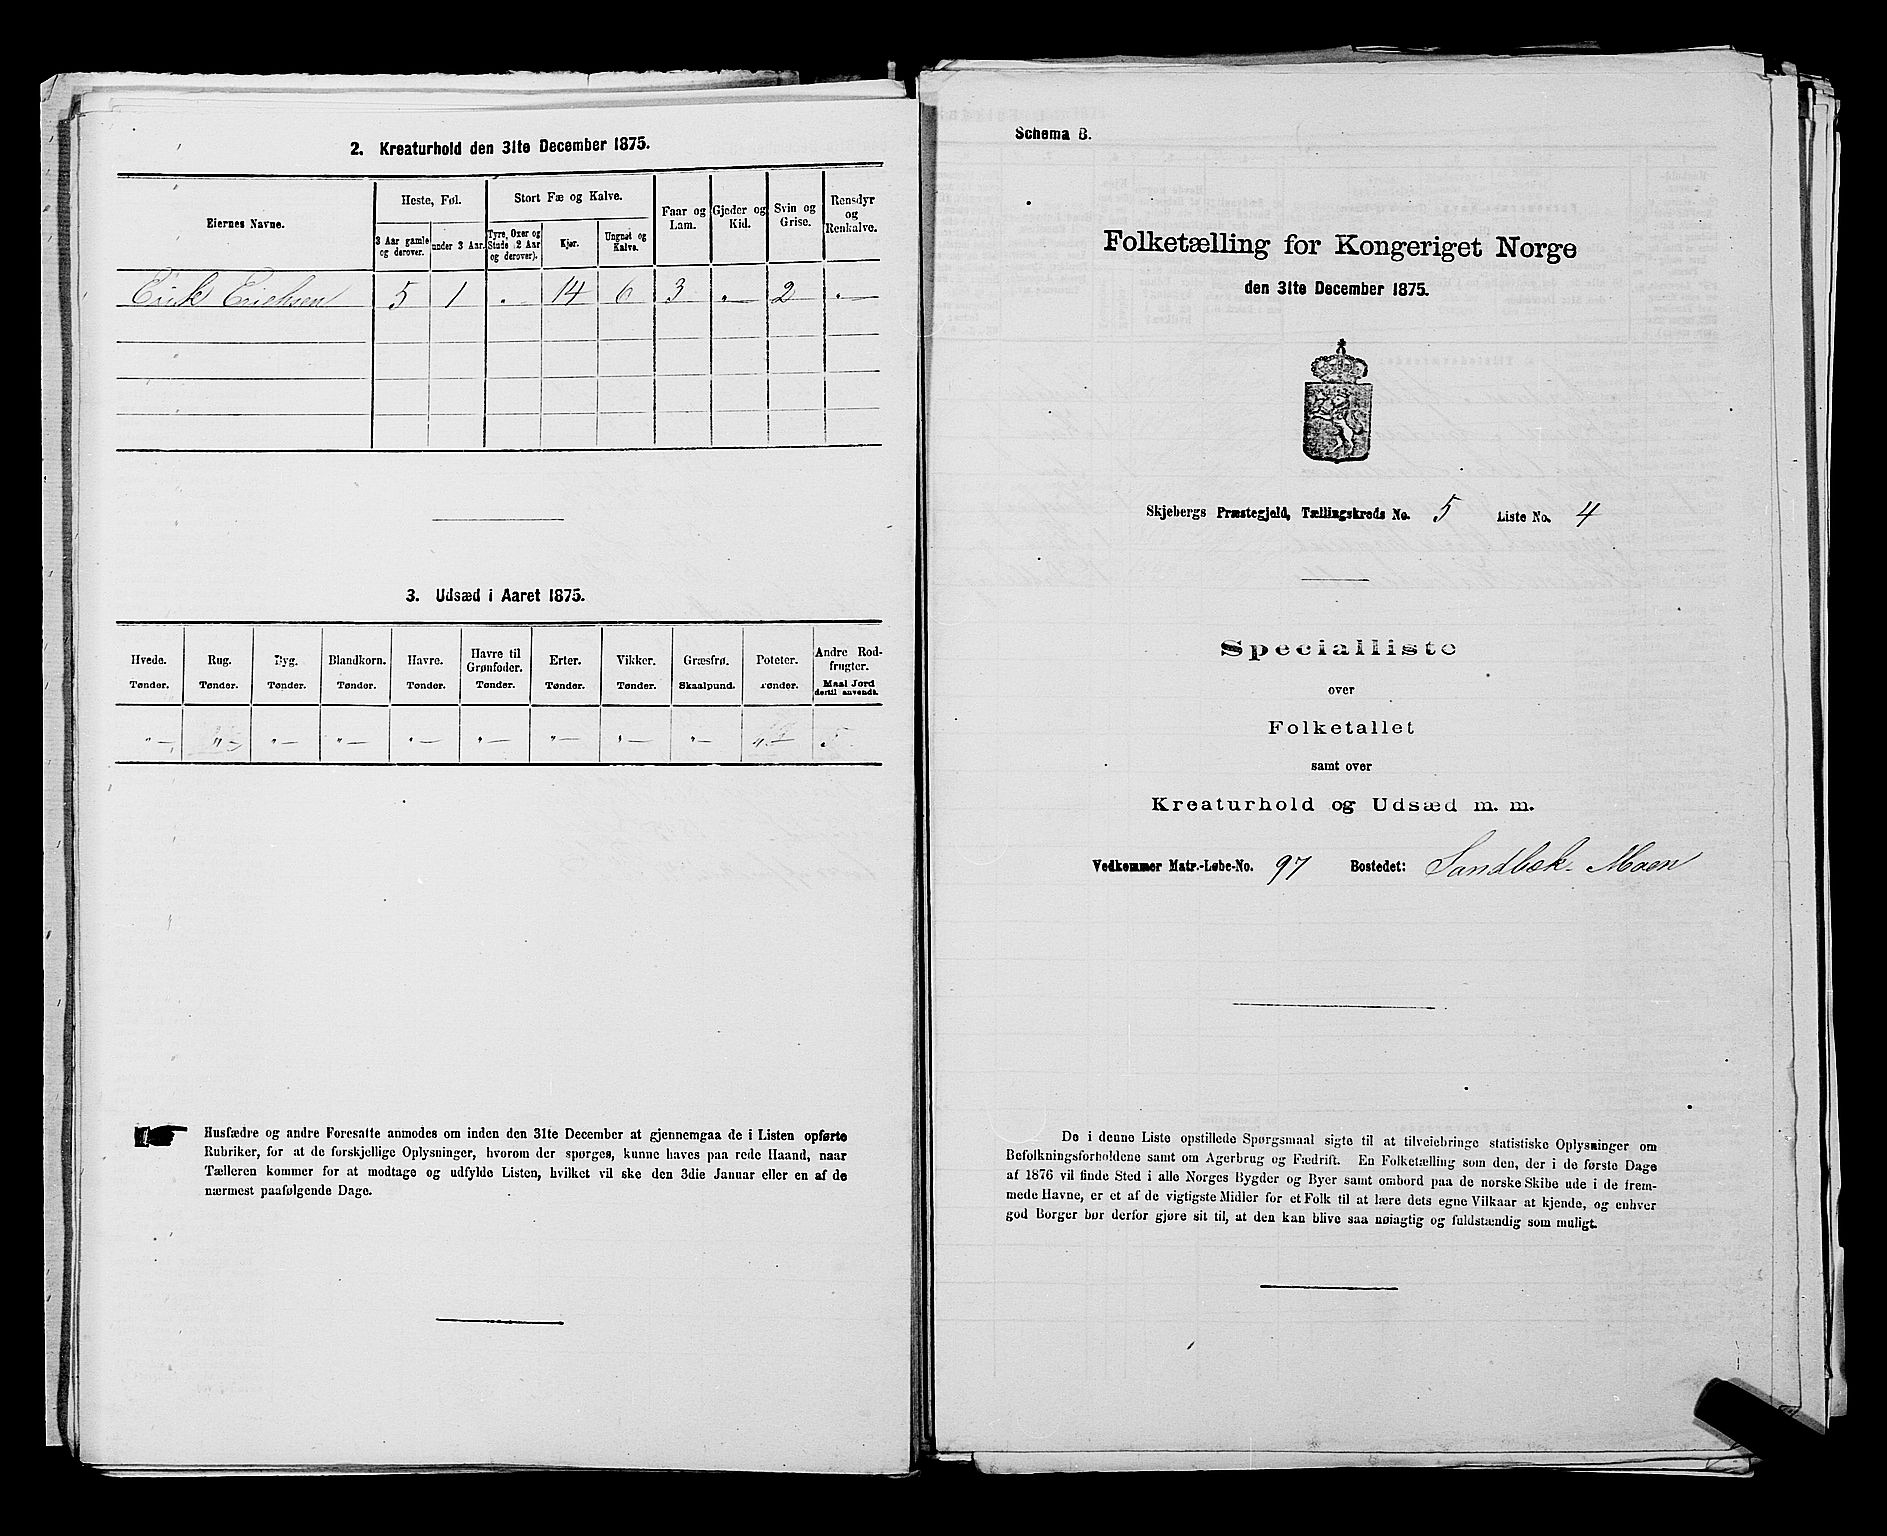 2. Kreaturhold den 31te December 1875.
Eiernes Navne.
Heste, Føl.
Stort Fæ og Kalve.
Faar og Lam.
Gjeder og Kid.
Svin og Grise.
Rensdyr og Renkalve.
3 Aar gamle og derover.
under 3 Aar.
Tyre, Oxer og Stude (2 Aar og derover).
Kjør.
Ungnøt og Kalve.
Erik Eriksen 5 1 „— 14 6 3 „— 2 „—
3. Udsæd i Aaret 1875.
Hvede. Rug. Byg. Blandkorn. Havre. Havre til Grønfoder. Erter. Vikker. Græsfrø. Poteter. Andre Rodfrugter.
Tønder. Tønder. Tønder. Tønder. Tønder. Tønder. Tønder. Tønder. Skaalpund. Tønder. Maal Jord dertil anvendt.
„— „— „— „— „— „— „— „—
Husfædre og andre Foresatte anmodes om inden den 31te December at gjennemgaa de i Listen opførte
Rubriker, for at de forskjellige Oplysninger, hvorom der spørges, kunne haves paa rede Haand, naar
Tælleren kommer for at modtage og udfylde Listen, hvilket vil ske den 3die Januar eller en af de
nærmest paafølgende Dage.
Schema B.
Folketælling for Kongeriget Norge
den 31te December 1875.
Skjebergs Præstegjeld, Tællingskreds No. 5 Liste No. 4
Specialliste
over
Folketallet
samt over
Kreaturhold og Udsæd m. m.
Vedkommer Matr.-Løbe-No. 97 Bostedet: Sandbæk-Moen
De i denne Liste opstillede Spørgsmaal sigte til at tilveiebringe statistiske Oplysninger om
Befolkningsforholdene samt om Agerbrug og Fædrift. En Folketælling som den, der i de første Dage
af 1876 vil finde Sted i alle Norges Bygder og Byer samt ombord paa de norske Skibe ude i de frem-
mede Havne, er et af de vigtigste Midler for et Folk til at lære dets egne Vilkaar at kjende, og enhver
god Borger bør derfor gjøre sit til, at den kan blive saa nøiagtig og fuldstændig som muligt.